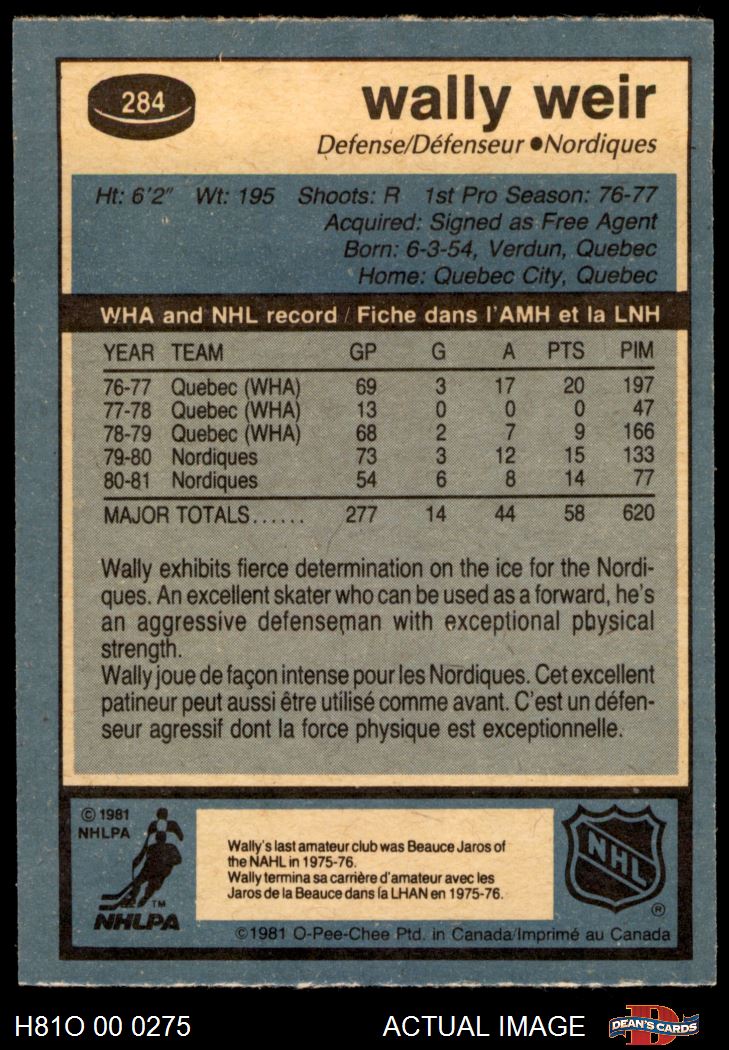 284
wally weir
Defense/Défenseur ●Nordiques
Ht: 6'2" Wt: 195 Shoots: R 1st Pro Season: 76-77
Acquired: Signed as Free Agent
Born: 6-3-54, Verdun, Quebec
Home: Quebec City, Quebec
WHA and NHL record / Fiche dans l'AMH et la LNH
YEAR TEAM GP G A PTS PIM
76-77 Quebec (WHA) 69 3 17 20 197
77-78 Quebec (WHA) 13 0 0 0 47
78-79 Quebec (WHA) 68 2 7 9 166
79-80 Nordiques 73 3 12 15 133
80-81 Nordiques 54 6 8 14 77
MAJOR TOTALS...... 277 14 44 58 620
Wally exhibits fierce determination on the ice for the Nordi-
ques. An excellent skater who can be used as a forward, he's
an aggressive defenseman with exceptional physical
strength.
Wally joue de façon intense pour les Nordiques. Cet excellent
patineur peut aussi être utilisé comme avant. C'est un défen-
seur agressif dont la force physique est exceptionnelle.
© 1981
NHLPA
TM
NHLPA
Wally's last amateur club was Beauce Jaros of
the NAHL in 1975-76.
Wally termina sa carrière d'amateur avec les
Jaros de la Beauce dans la LHAN en 1975-76.
NHL
®
©1981 O-Pee-Chee Ptd. in Canada/Imprimé au Canada
H81O 00 0275 ACTUAL IMAGE D DEAN'S CARDS